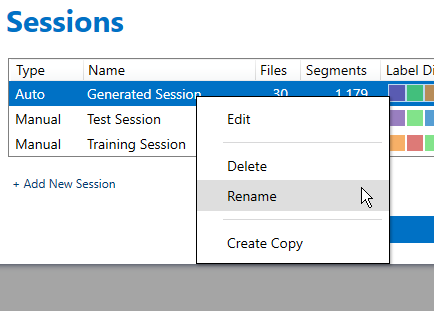 Sessions
Type Name Files Segments Label Di
Auto Generated Session 30 1,179
Manual Test Session
Manual Training Session
+ Add New Session
Edit
Delete
Rename
Create Copy